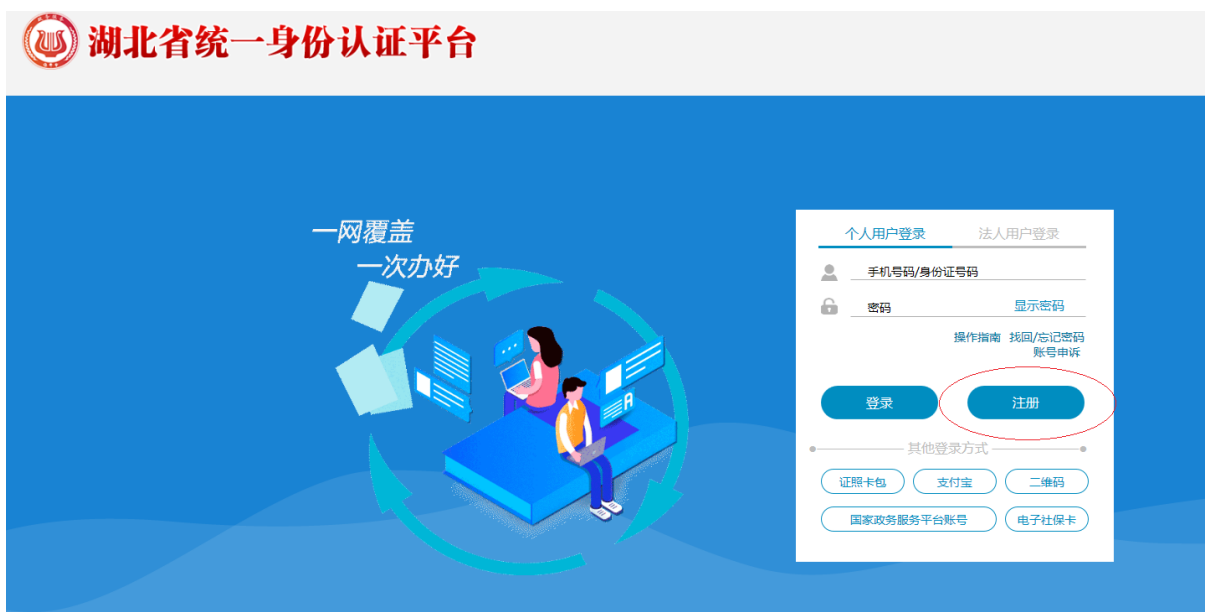 湖北省统一身份认证平台
一网覆盖
一次办好
个人用户登录 法人用户登录
手机号码/身份证号码
密码 显示密码
操作指南 找回/忘记密码
账号申诉
登录 注册
其他登录方式
证照卡包 支付宝 二维码
国家政务服务平台账号 电子社保卡